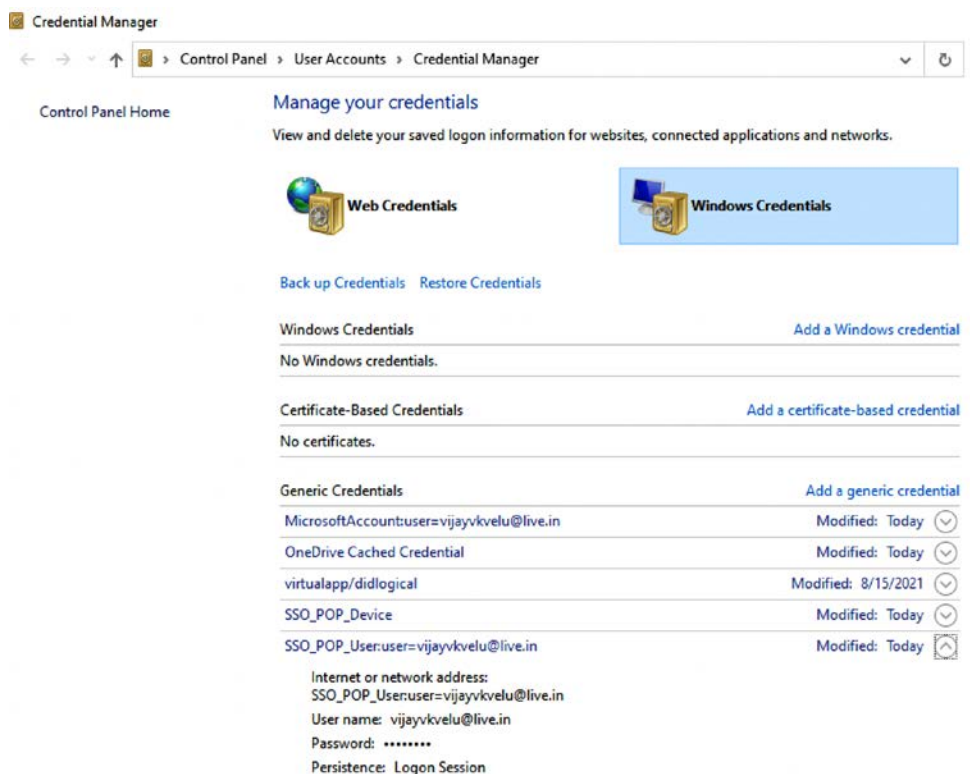 Credential Manager
Control Panel > User Accounts > Credential Manager
Control Panel Home
Manage your credentials
View and delete your saved logon information for websites, connected applications and networks.
Web Credentials
Windows Credentials
Back up Credentials Restore Credentials
Windows Credentials Add a Windows credential
No Windows credentials.
Certificate-Based Credentials Add a certificate-based credential
No certificates.
Generic Credentials Add a generic credential
MicrosoftAccount:user=vijayvkvelu@live.in Modified: Today
OneDrive Cached Credential Modified: Today
virtualapp/didlogical Modified: 8/15/2021
SSO_POP_Device Modified: Today
SSO_POP_User:user=vijayvkvelu@live.in Modified: Today
Internet or network address:
SSO_POP_User:user=vijayvkvelu@live.in
User name: vijayvkvelu@live.in
Password: ••••••••
Persistence: Logon Session